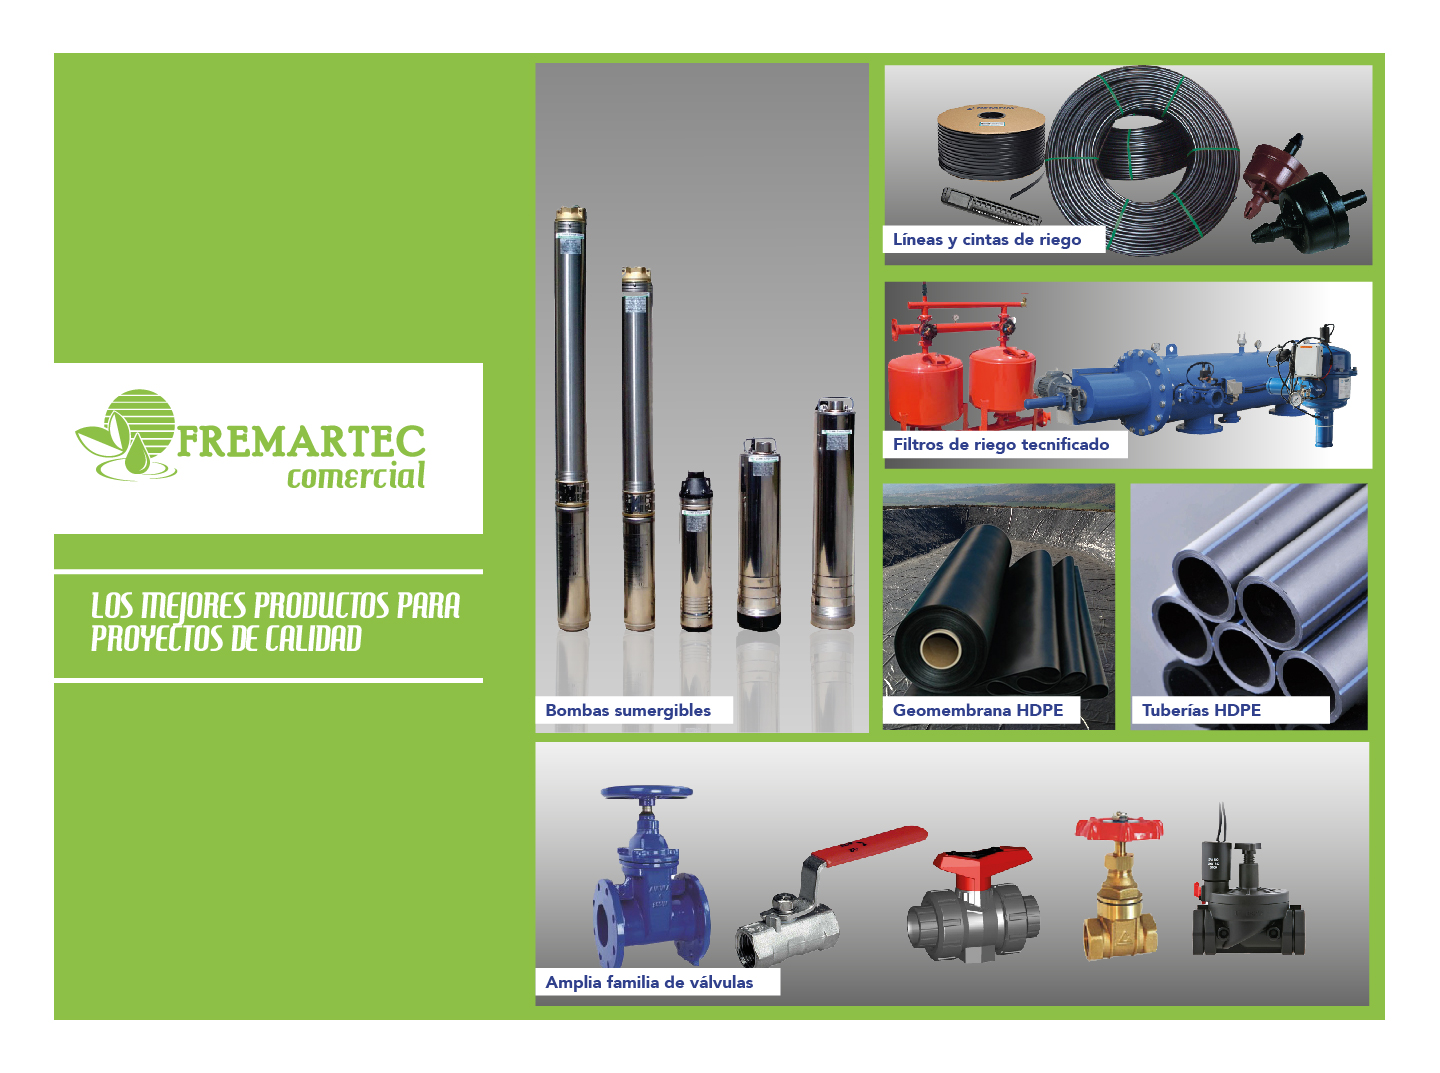 FREMARTEC
comercial
LOS MEJORES PRODUCTOS PARA
PROYECTOS DE CALIDAD
Líneas y cintas de riego
Filtros de riego tecnificado
Bombas sumergibles
Geomembrana HDPE
Tuberías HDPE
Amplia familia de válvulas